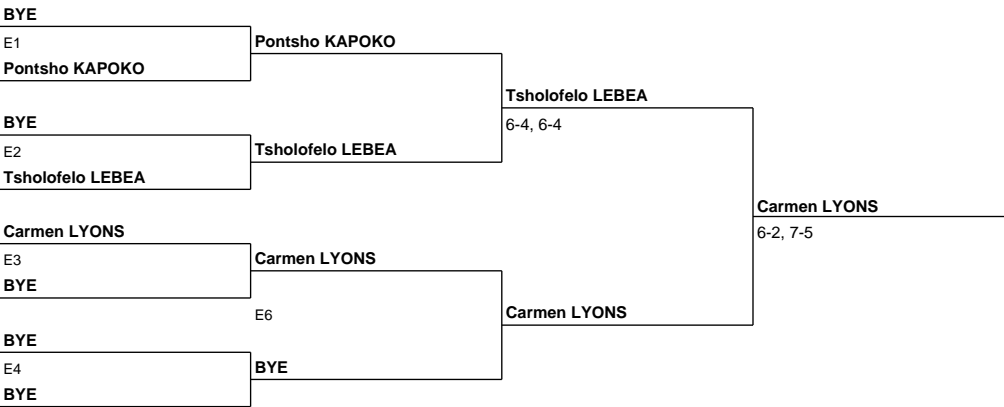 BYE
E1
Pontsho KAPOKO
Pontsho KAPOKO
Tsholofelo LEBEA
6-4, 6-4
BYE
E2
Tsholofelo LEBEA
Tsholofelo LEBEA
Carmen LYONS
6-2, 7-5
Carmen LYONS
E3
BYE
Carmen LYONS
E6
Carmen LYONS
BYE
E4
BYE
BYE